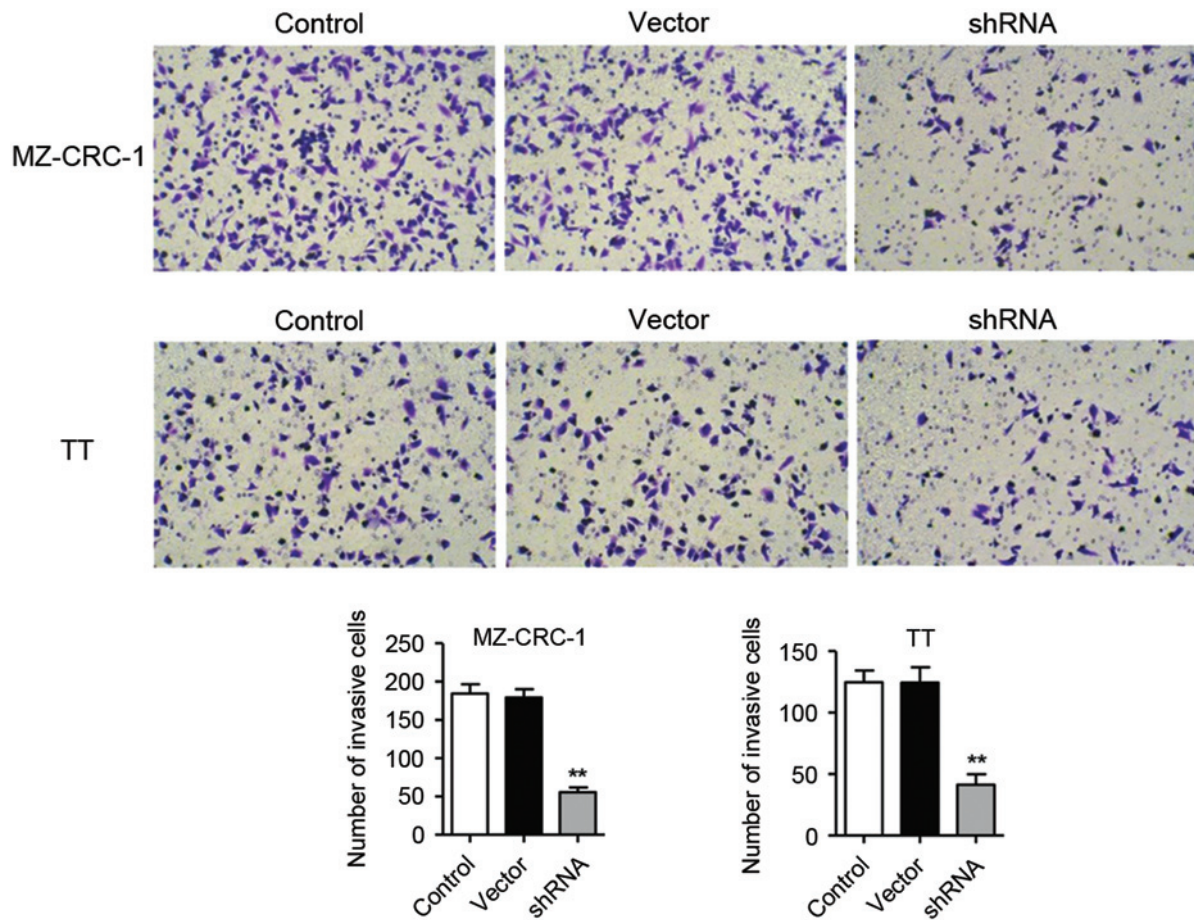 Control Vector shRNA
MZ-CRC-1
Control Vector shRNA
TT
Number of invasive cells
MZ-CRC-1
250
200
150
100
50
0
**
Control Vector shRNA
Number of invasive cells
TT
150
100
50
0
**
Control Vector shRNA